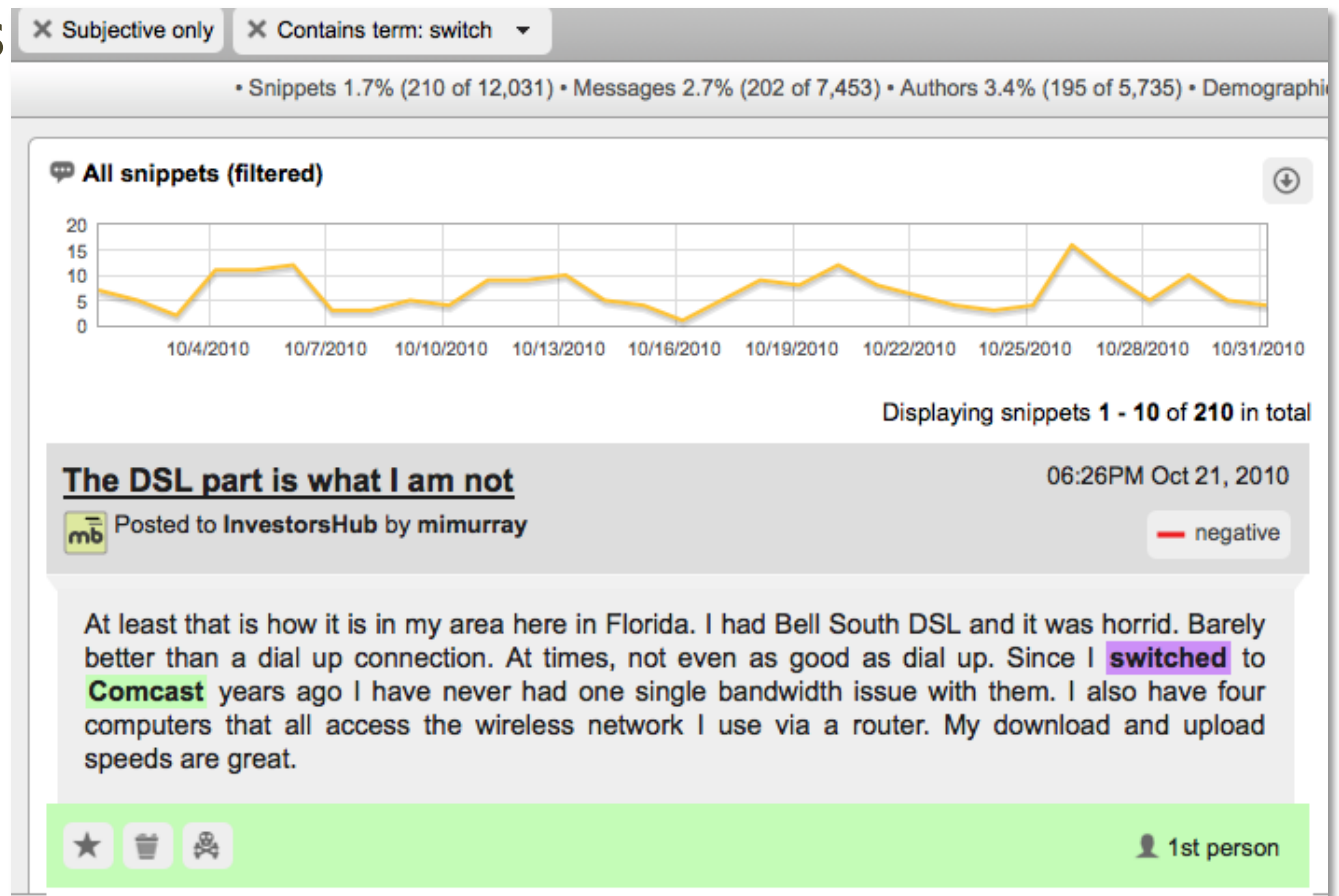 s
Subjective only Contains term: switch
• Snippets 1.7% (210 of 12,031) • Messages 2.7% (202 of 7,453) • Authors 3.4% (195 of 5,735) • Demographi
All snippets (filtered)
20
15
10
5
0
10/4/2010 10/7/2010 10/10/2010 10/13/2010 10/16/2010 10/19/2010 10/22/2010 10/25/2010 10/28/2010 10/31/2010
Displaying snippets 1 - 10 of 210 in total
The DSL part is what I am not 06:26PM Oct 21, 2010
mb Posted to InvestorsHub by mimurray negative
At least that is how it is in my area here in Florida. I had Bell South DSL and it was horrid. Barely
better than a dial up connection. At times, not even as good as dial up. Since I switched to
Comcast years ago I have never had one single bandwidth issue with them. I also have four
computers that all access the wireless network I use via a router. My download and upload
speeds are great.
1st person